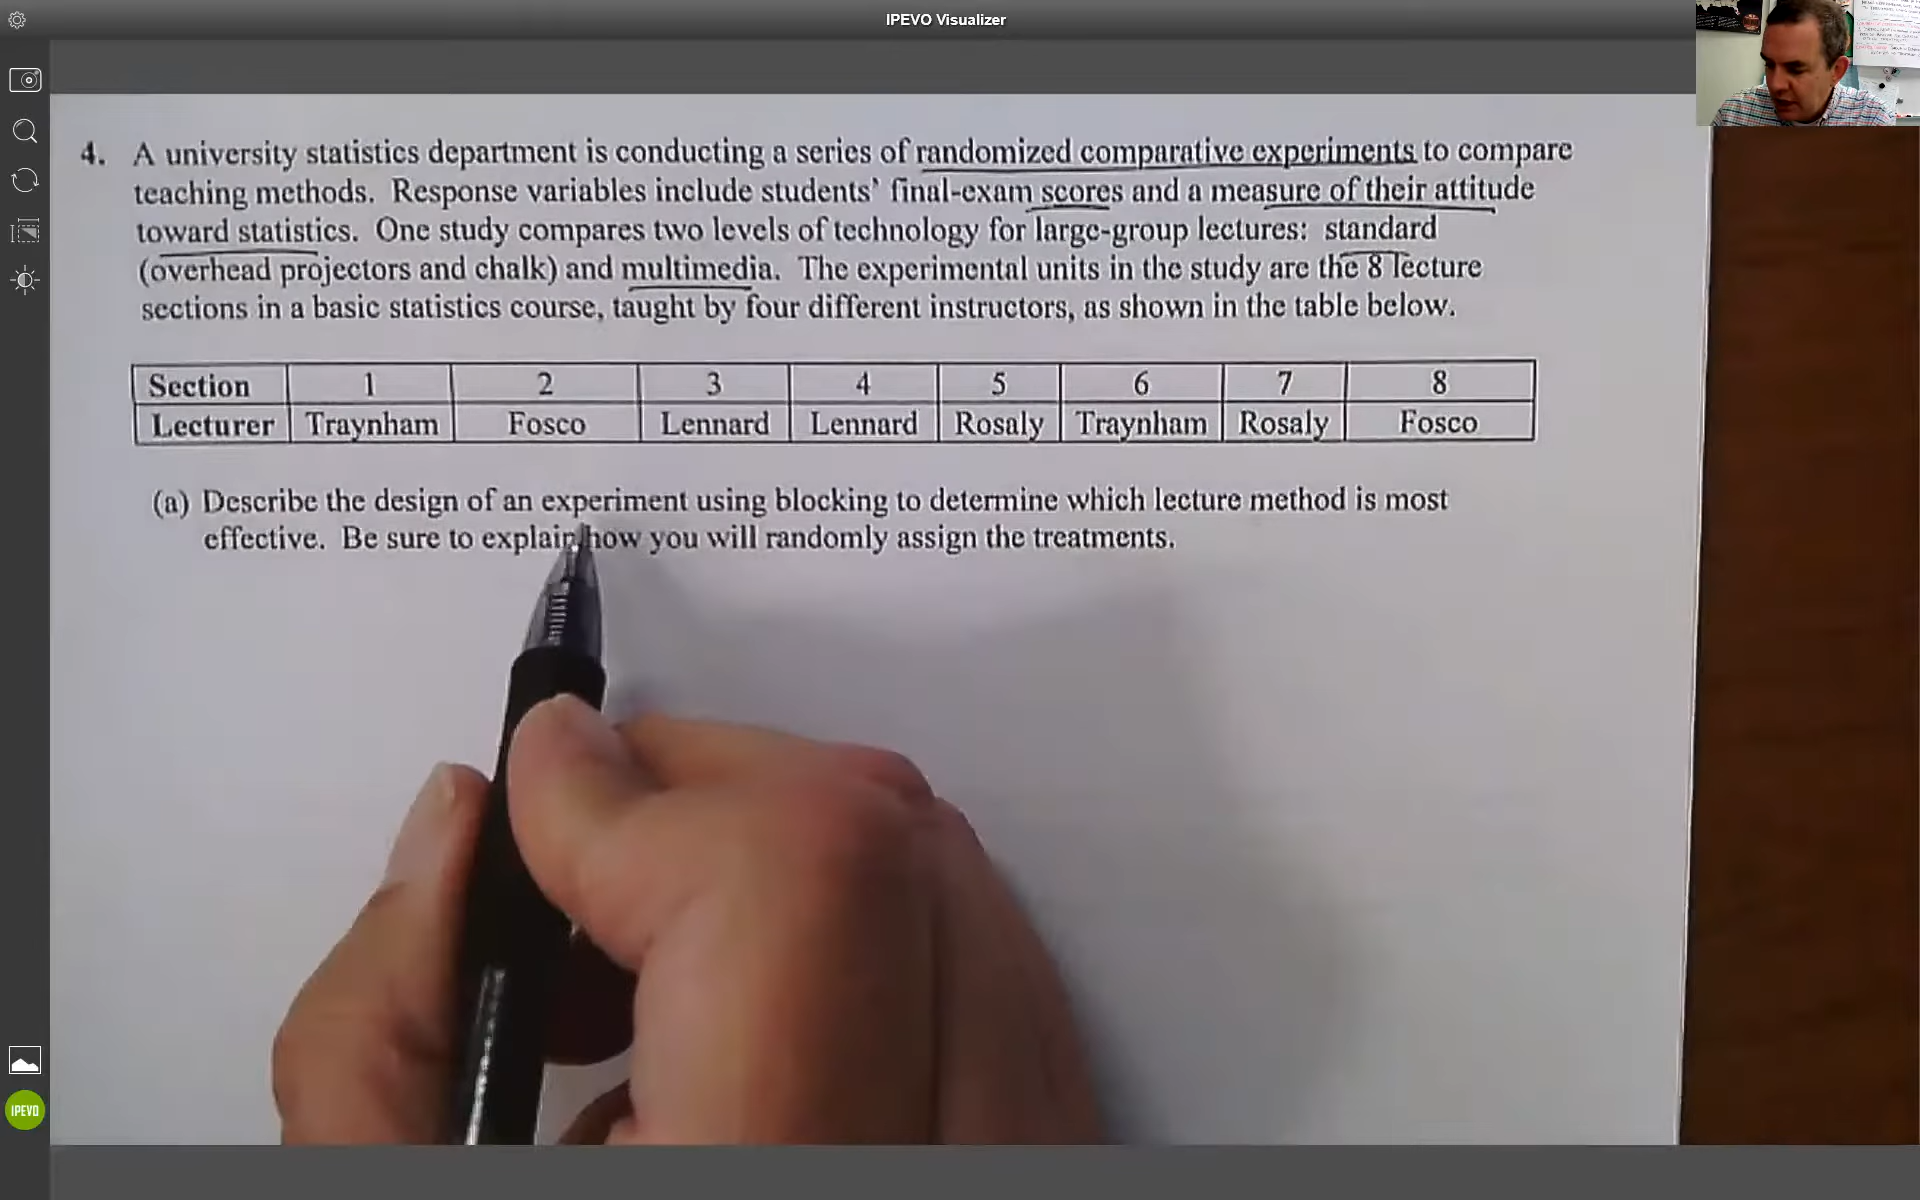 IPEVO Visualizer
4. A university statistics department is conducting a series of randomized comparative experiments to compare
teaching methods. Response variables include students' final-exam scores and a measure of their attitude
toward statistics. One study compares two levels of technology for large-group lectures: standard
(overhead projectors and chalk) and multimedia. The experimental units in the study are the 8 lecture
sections in a basic statistics course, taught by four different instructors, as shown in the table below.
Section 1 2 3 4 5 6 7 8
Lecturer Traynham Fosco Lennard Lennard Rosaly Traynham Rosaly Fosco
(a) Describe the design of an experiment using blocking to determine which lecture method is most
effective. Be sure to explain how you will randomly assign the treatments.
IPEVO